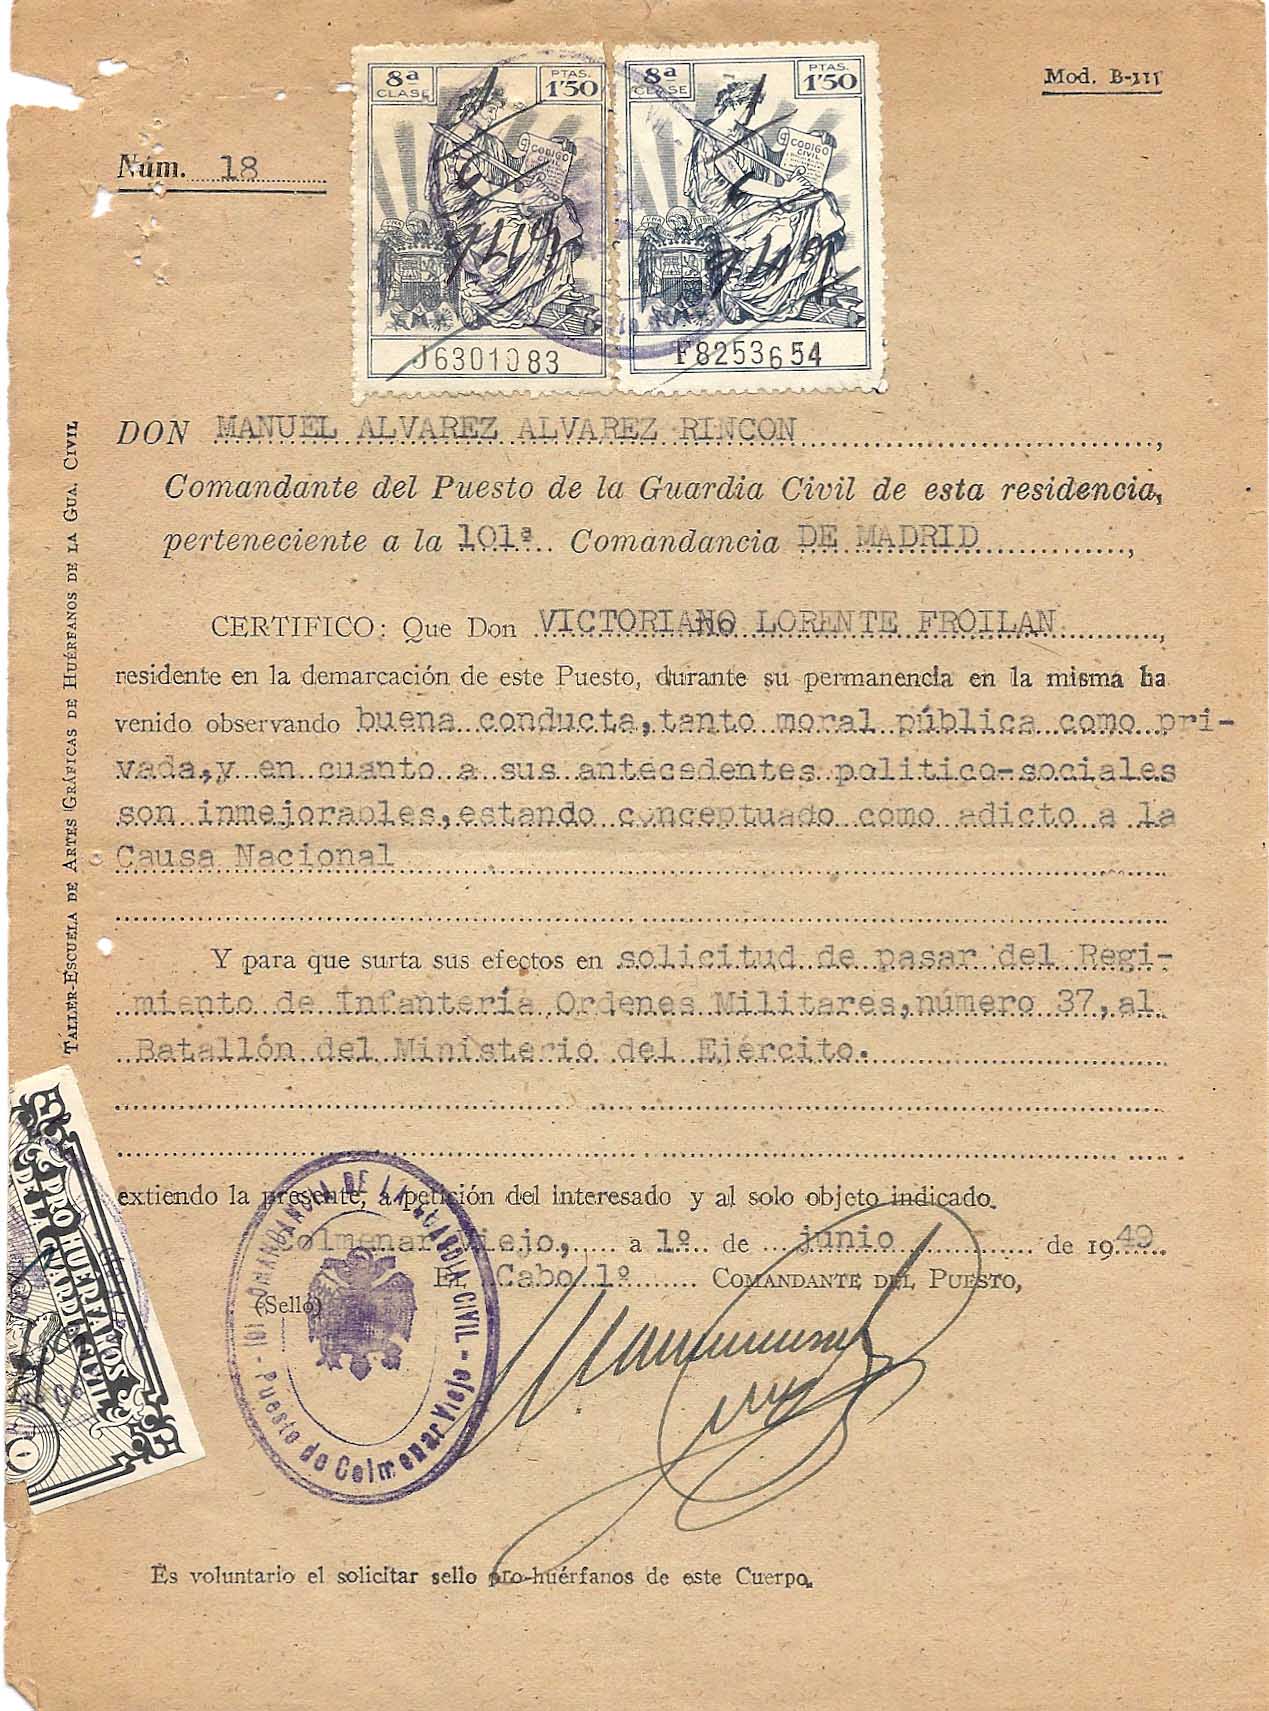 Mod. B-111
Núm. 18
8ª CLASE
PTAS. 1'50
CODIGO CIVIL
J6301083
8ª CLASE
PTAS. 1'50
CODIGO CIVIL
F8253654
DON MANUEL ALVAREZ ALVAREZ RINCON,
Comandante del Puesto de la Guardia Civil de esta residencia,
perteneciente a la 101ª Comandancia DE MADRID,
CERTIFICO: Que Don VICTORIANO LORENTE FROILAN,
residente en la demarcación de este Puesto, durante su permanencia en la misma ha
venido observando buena conducta, tanto moral pública como pri-
vada, y en cuanto a sus antecedentes politico-sociales
son inmejorables, estando conceptuado como adicto a la
Causa Nacional
Y para que surta sus efectos en solicitud de pasar del Regi-
miento de Infantería Ordenes Militares, número 37, al
Batallón del Ministerio del Ejército.
extiendo la presente, a petición del interesado y al solo objeto indicado.
Colmenar Viejo, a 1º de junio de 1949.
El Cabo 1º COMANDANTE DEL PUESTO,
(Sello)
101 COMANDANCIA DE LA GUARDIA CIVIL - Puesto de Colmenar Viejo -
PRO HUERFANOS
DE LA GUARDIA CIVIL
Es voluntario el solicitar sello pro-huérfanos de este Cuerpo.
TALLER-ESCUELA DE ARTES GRÁFICAS DE HUÉRFANOS DE LA GUA. CIVIL